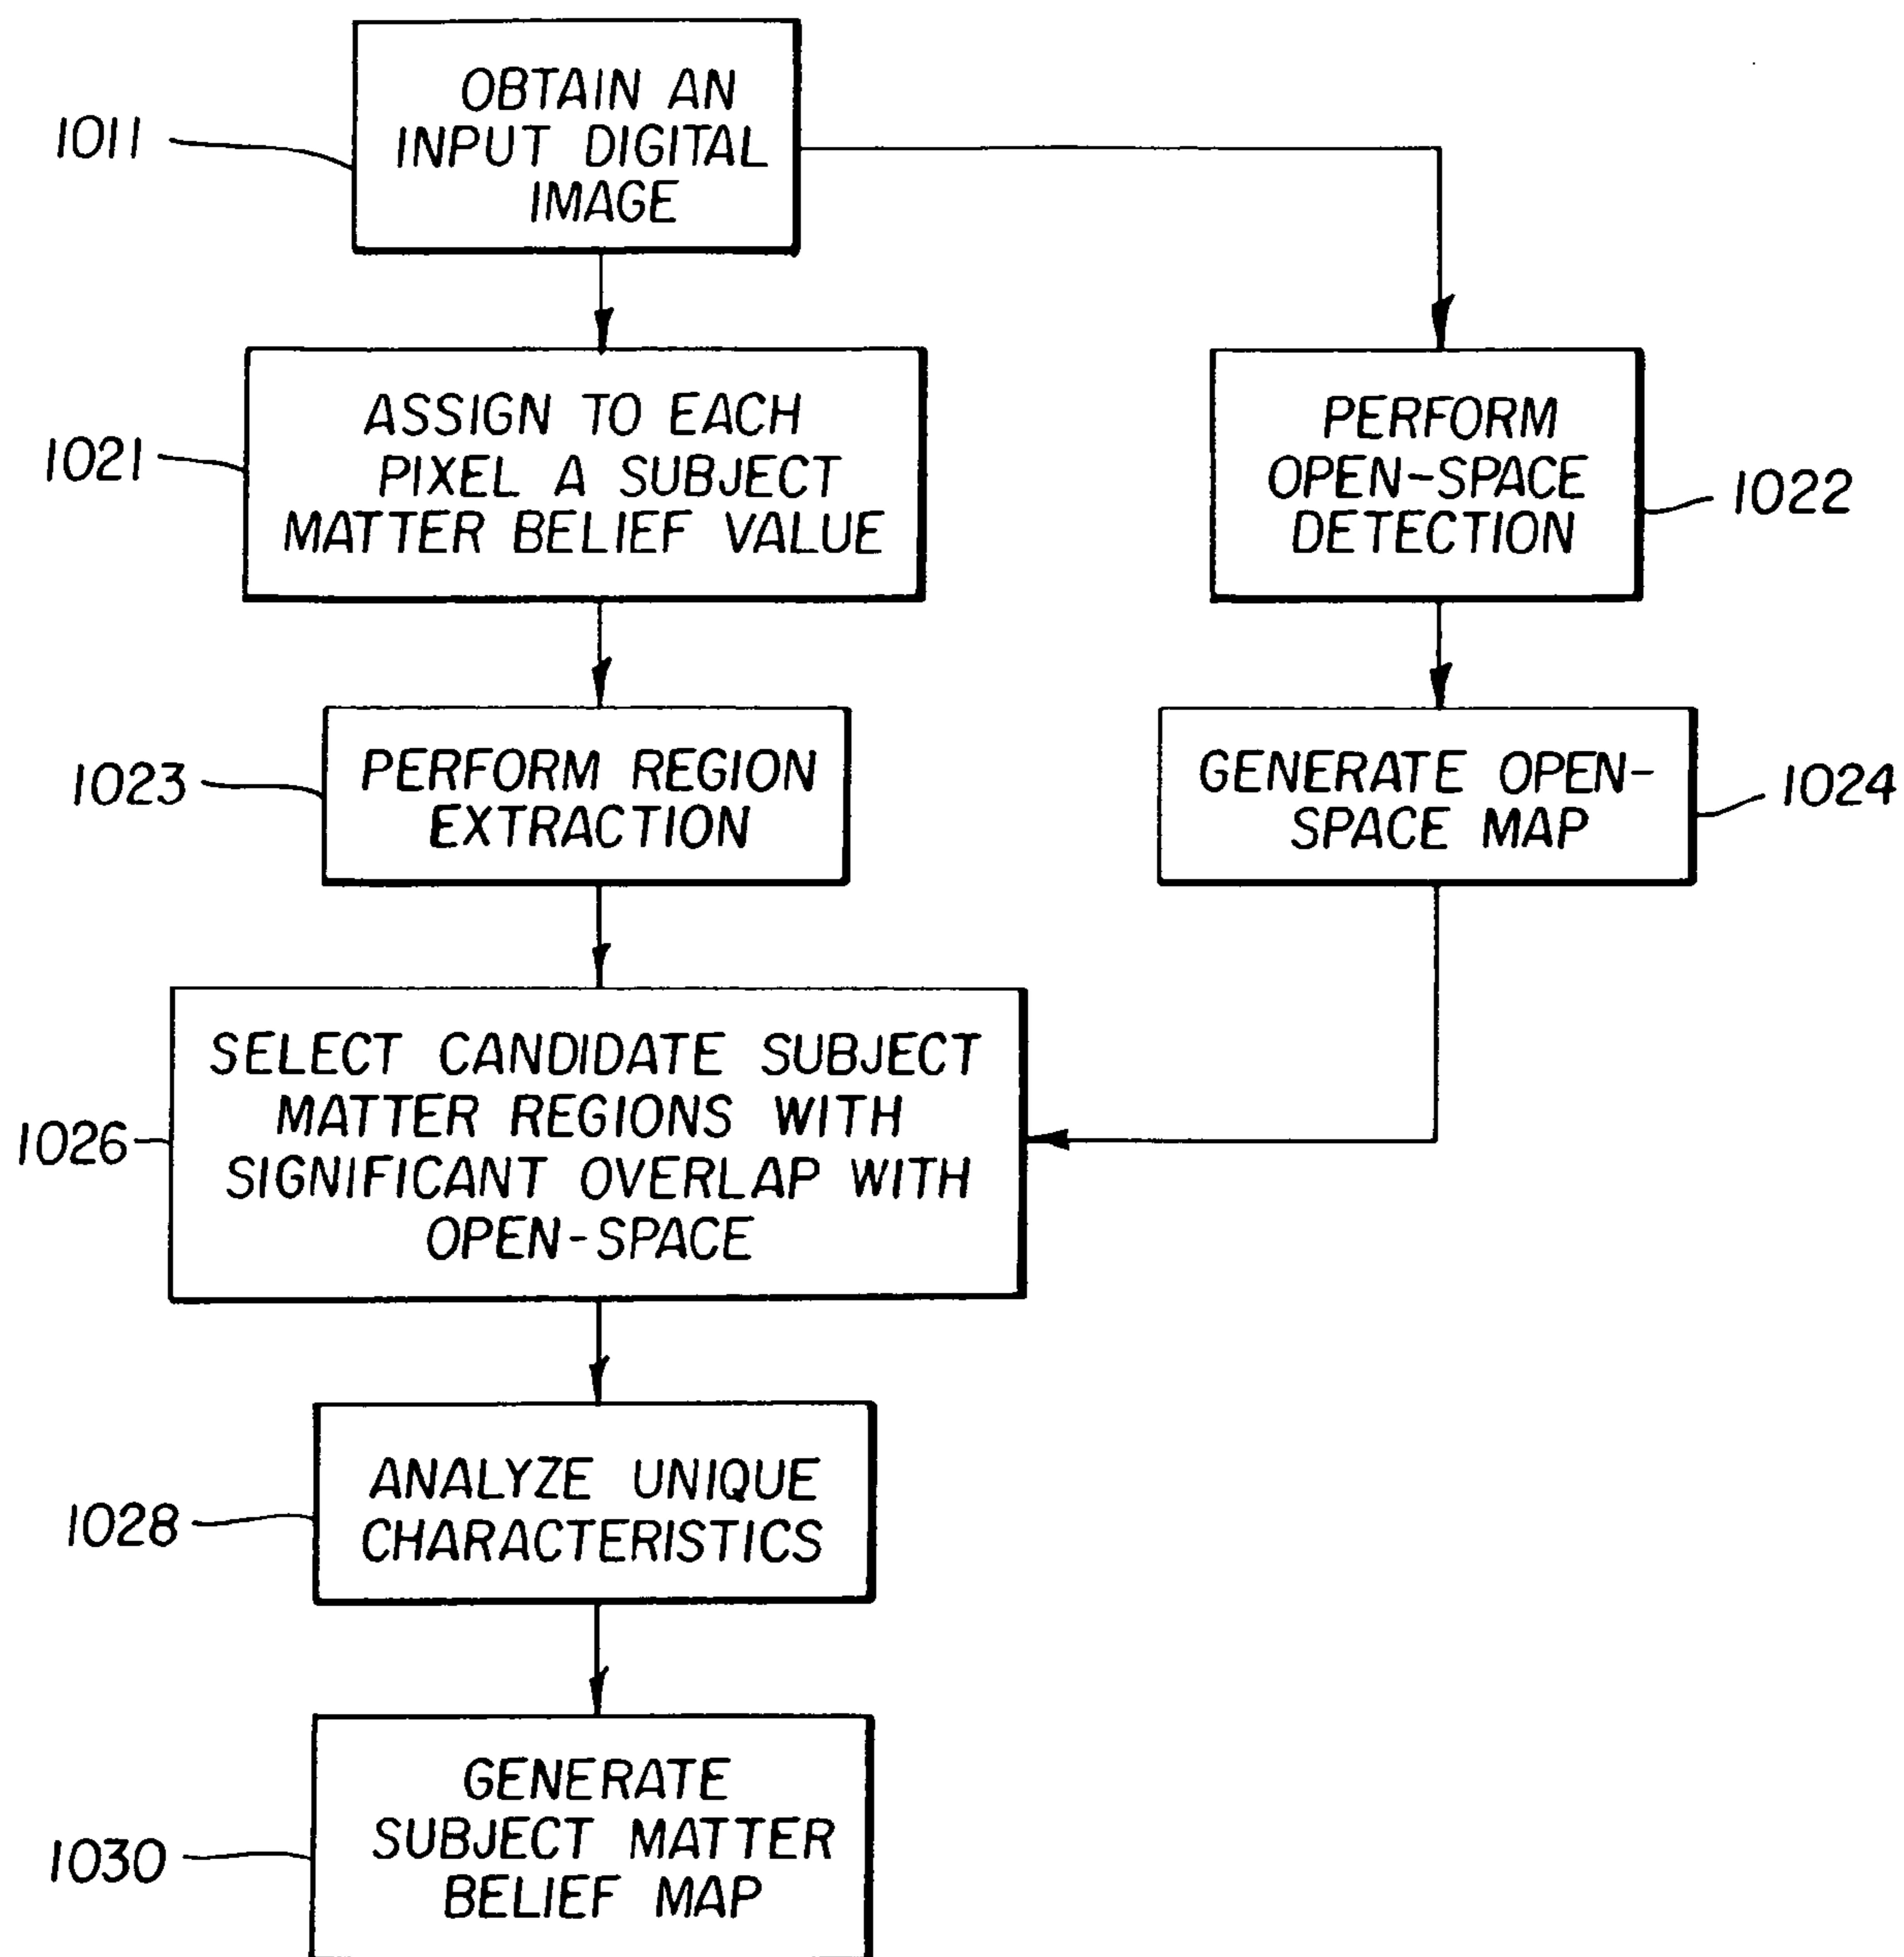 OBTAIN AN
INPUT DIGITAL
IMAGE
1011
ASSIGN TO EACH
PIXEL A SUBJECT
MATTER BELIEF VALUE
1021
PERFORM
OPEN-SPACE
DETECTION
1022
PERFORM REGION
EXTRACTION
1023
GENERATE OPEN-
SPACE MAP
1024
SELECT CANDIDATE SUBJECT
MATTER REGIONS WITH
SIGNIFICANT OVERLAP WITH
OPEN-SPACE
1026
ANALYZE UNIQUE
CHARACTERISTICS
1028
GENERATE
SUBJECT MATTER
BELIEF MAP
1030